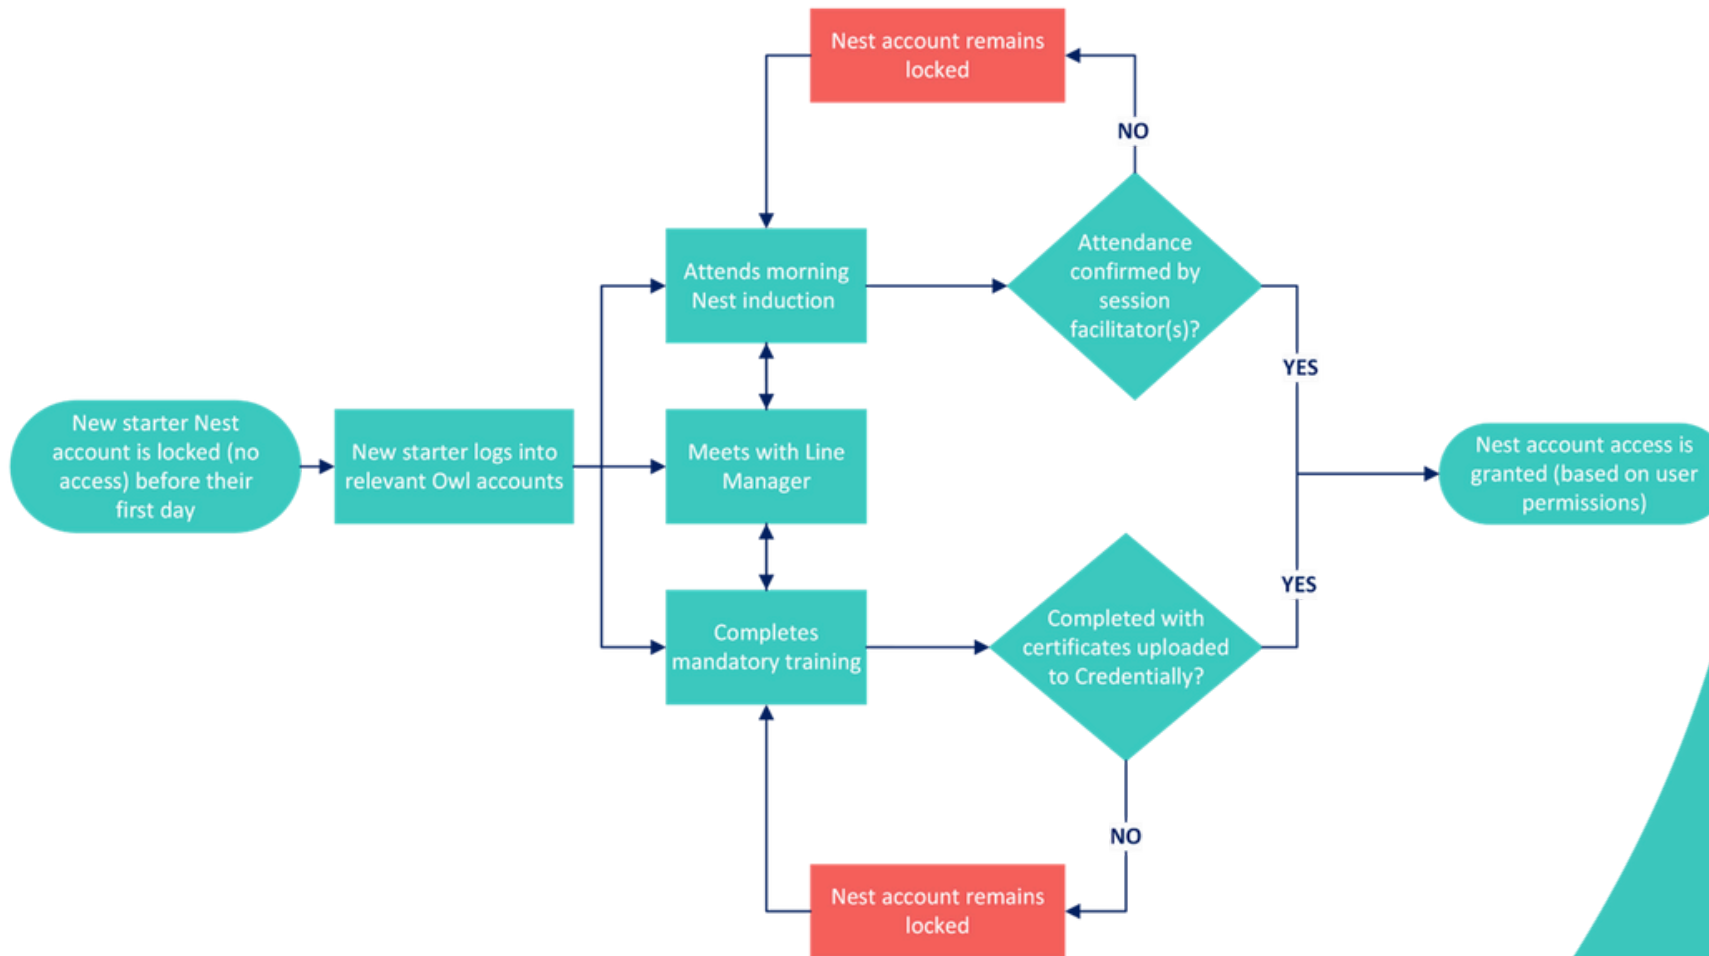 Nest account remains
locked
NO
Attends morning
Nest induction
Attendance
confirmed by
session
facilitator(s)?
YES
New starter Nest
account is locked (no
access) before their
first day
New starter logs into
relevant Owl accounts
Meets with Line
Manager
Nest account access is
granted (based on user
permissions)
YES
Completes
mandatory training
Completed with
certificates uploaded
to Credentially?
NO
Nest account remains
locked